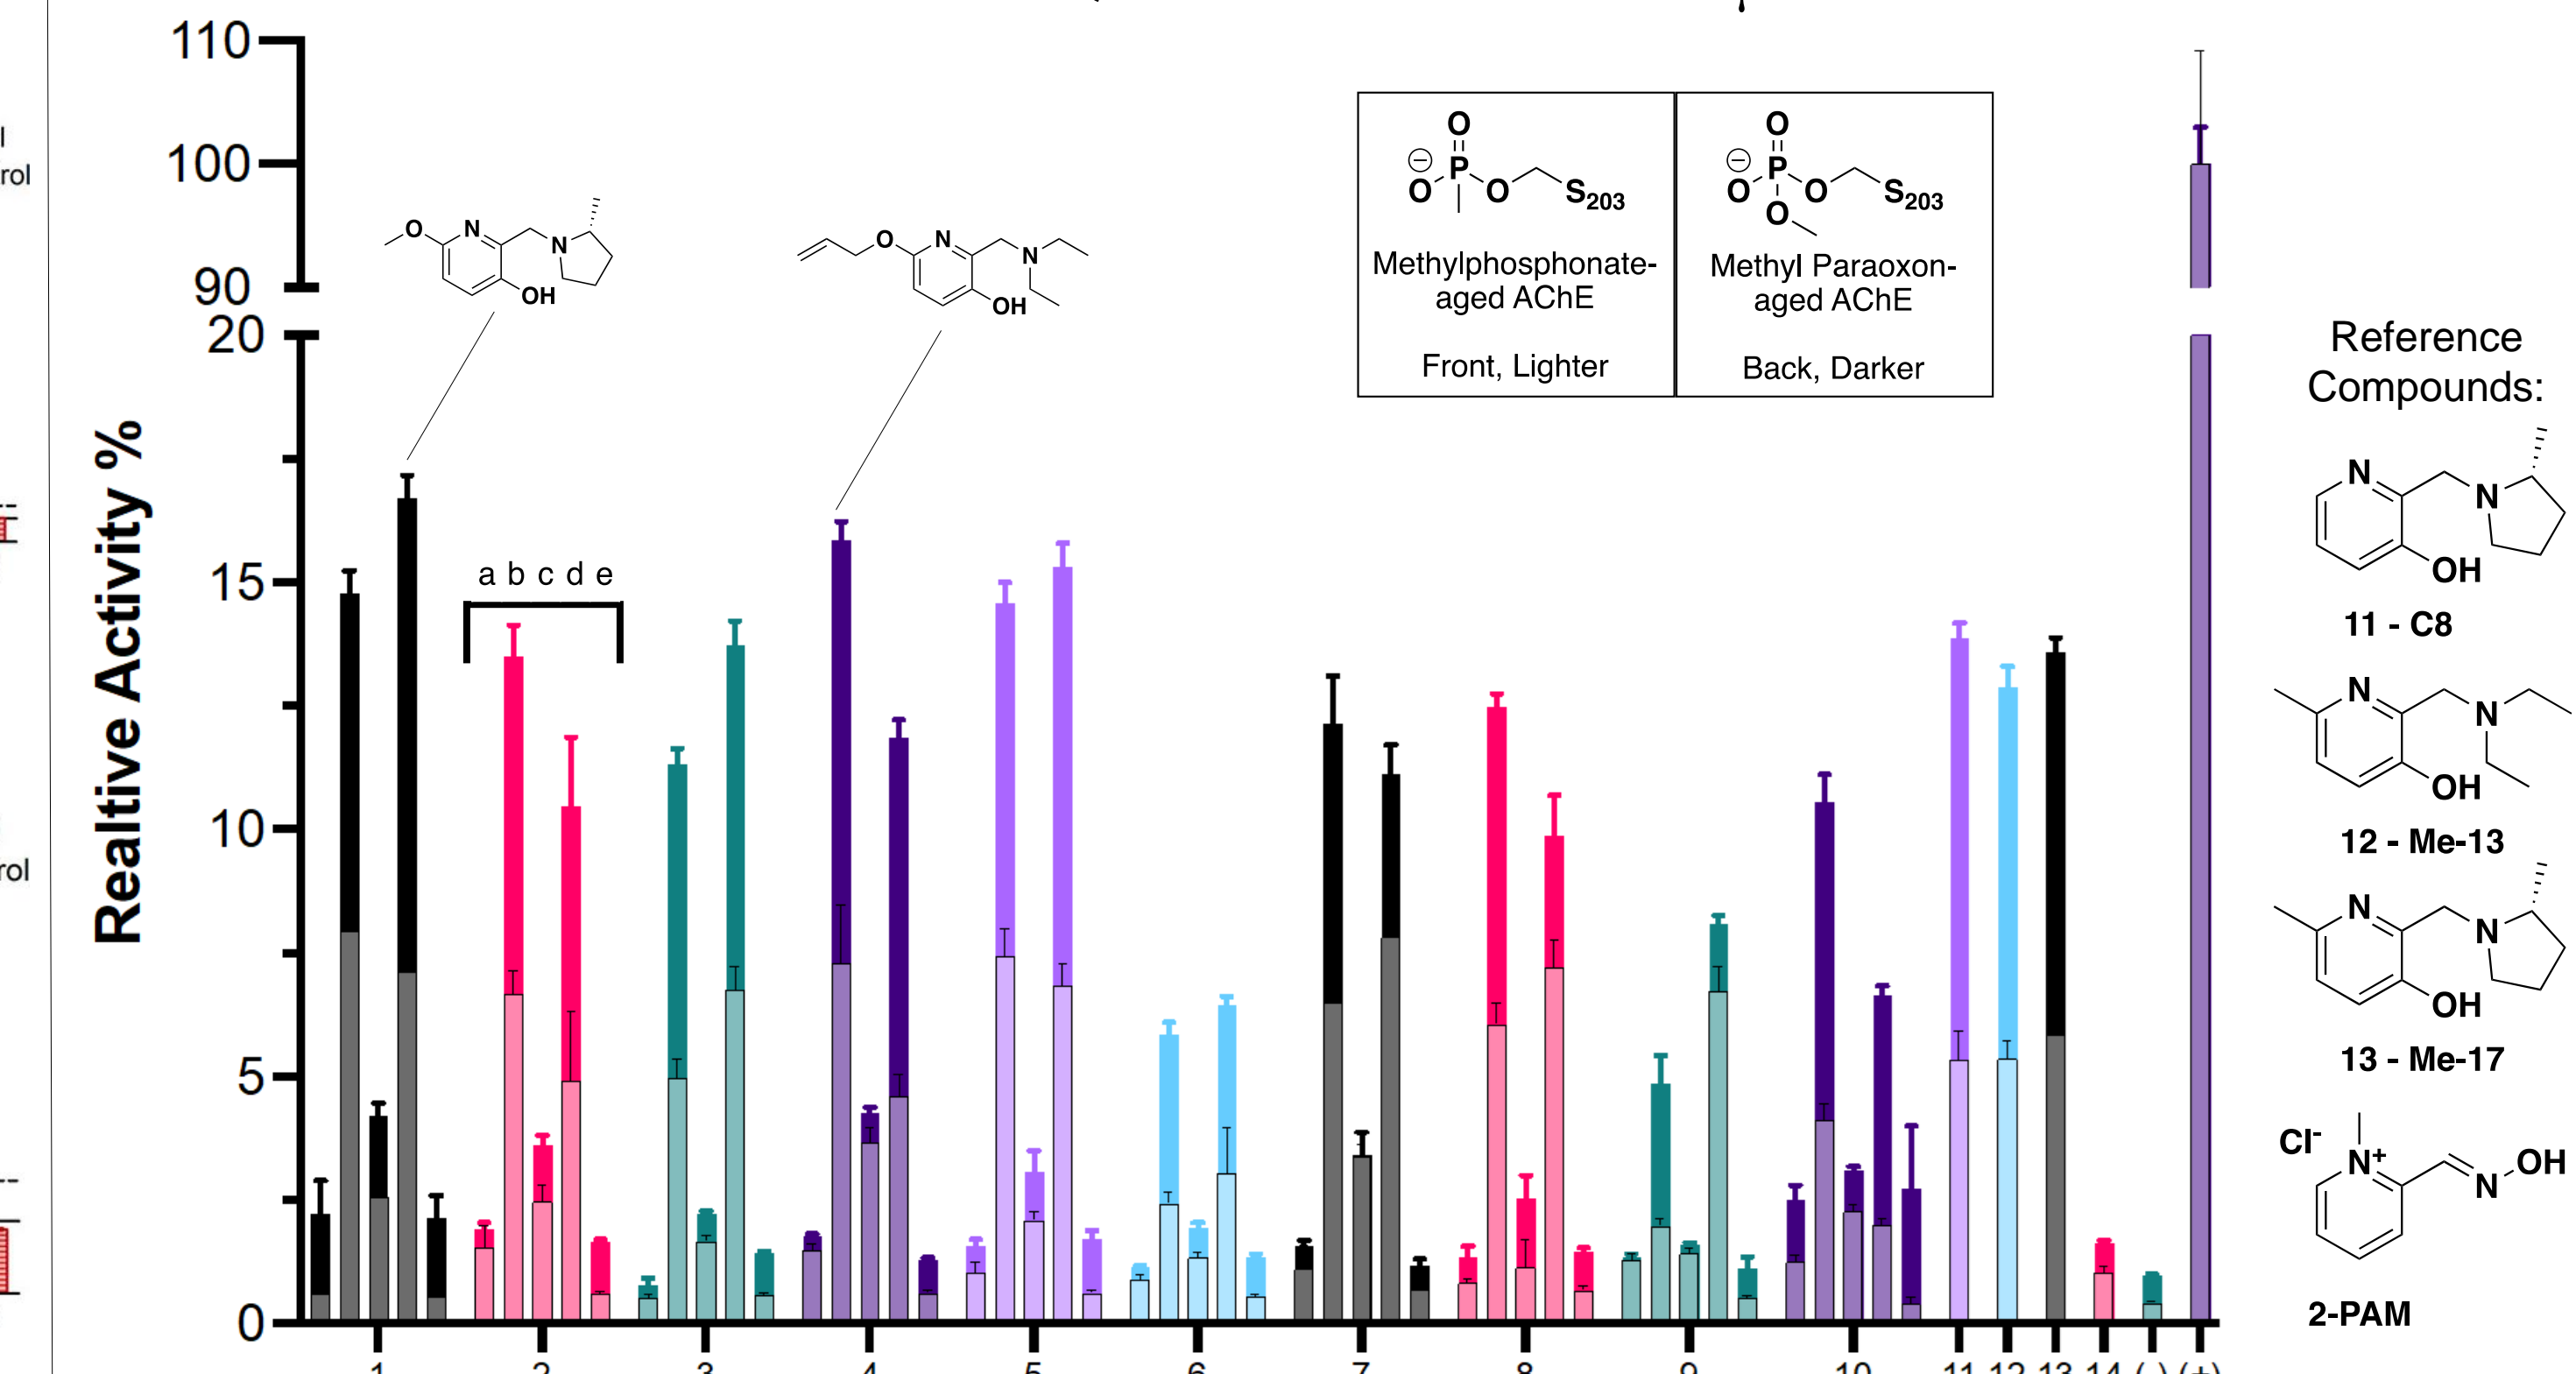 110
100
90
20
15
10
5
0
Realtive Activity %
l
rol
rol
O
N
N
OH
O
N
N
OH
a b c d e
O
P
O
O
S203
Methylphosphonate-
aged AChE
Front, Lighter
O
P
O
O
S203
O
Methyl Paraoxon-
aged AChE
Back, Darker
Reference
Compounds:
N
N
OH
11 - C8
N
N
OH
12 - Me-13
N
N
OH
13 - Me-17
Cl-
N+
N
OH
2-PAM
1 2 3 4 5 6 7 8 9 10 11 12 13 14 (-) (+)